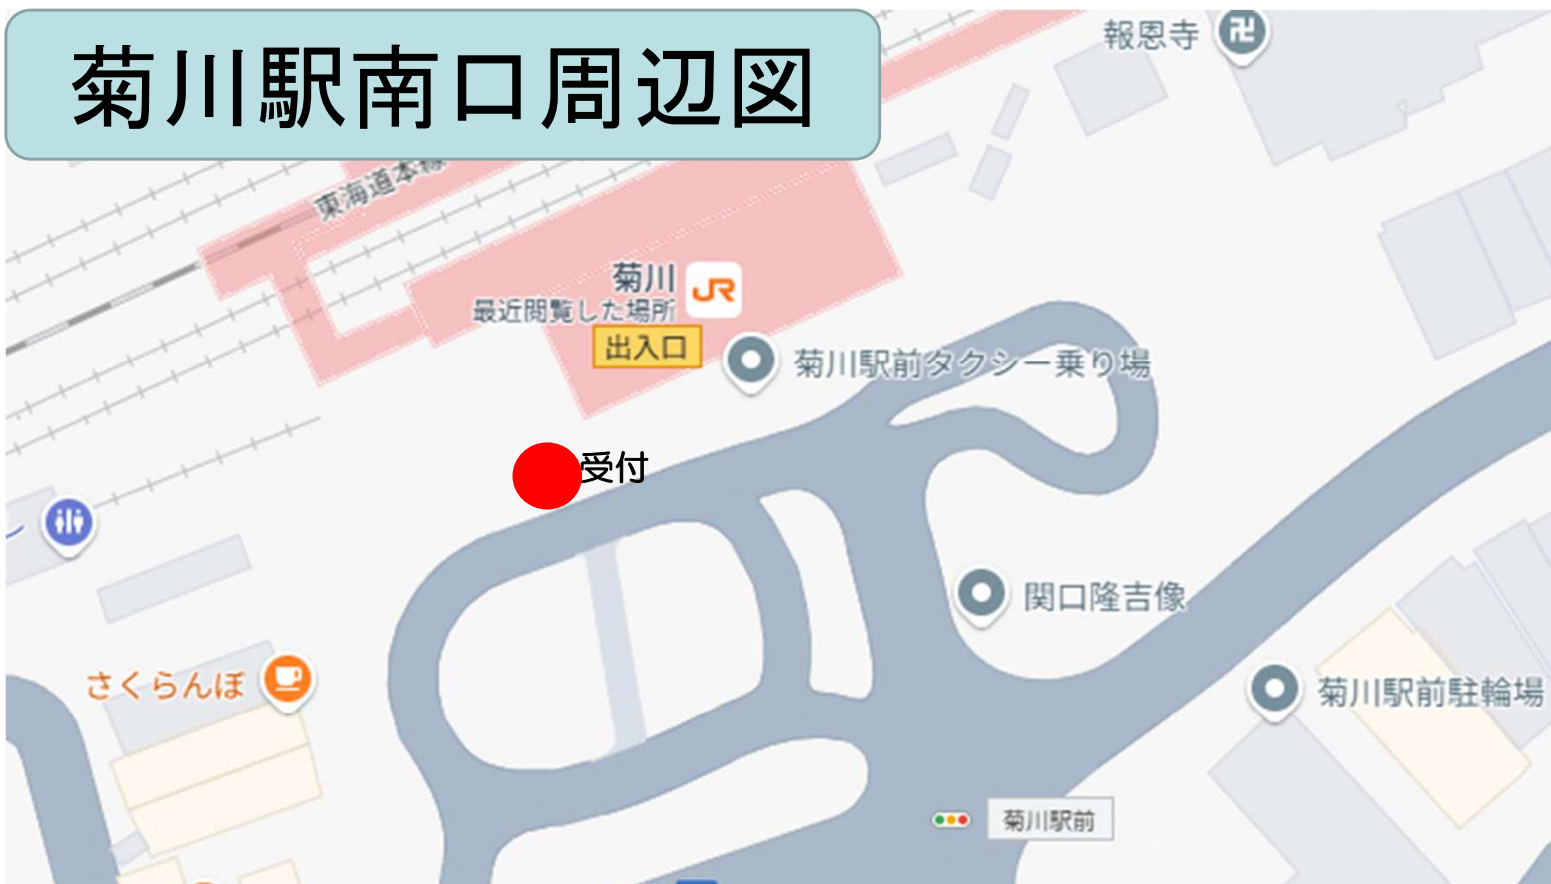 菊川駅南口周辺図
報恩寺
東海道本線
菊川
JR
最近閲覧した場所
出入口
菊川駅前タクシー乗り場
受付
関口隆吉像
さくらんぼ
菊川駅前駐輪場
菊川駅前